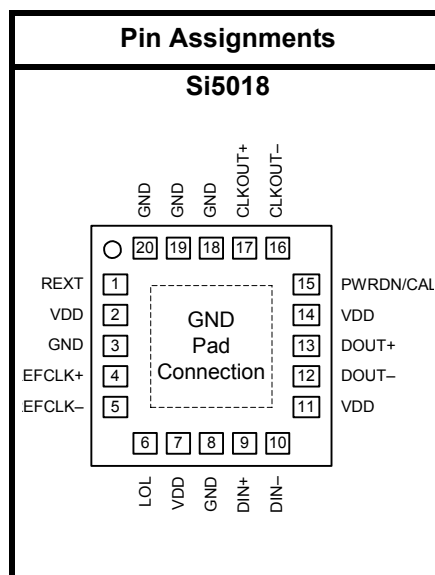 Pin Assignments
Si5018
GND
GND
GND
CLKOUT+
CLKOUT–
20
19
18
17
16
REXT
1
VDD
2
GND
3
EFCLK+
4
EFCLK–
5
GND
Pad
Connection
15
PWRDN/CAL
14
VDD
13
DOUT+
12
DOUT–
11
VDD
6
7
8
9
10
LOL
VDD
GND
DIN+
DIN–